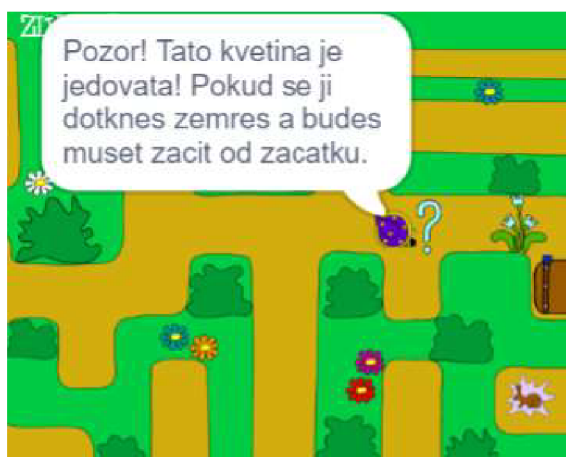 Pozor! Tato kvetina je
jedovata! Pokud se ji
dotknes zemres a budes
muset zacit od zacatku.
?